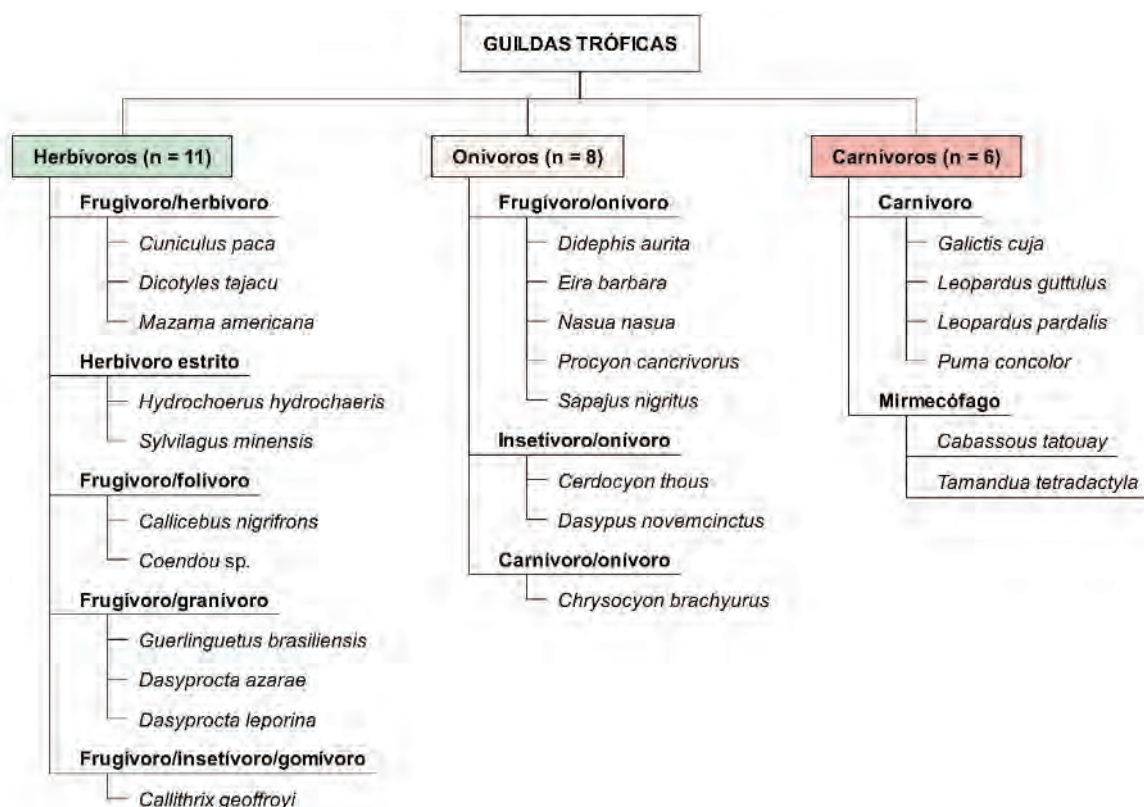 GUILDAS TRÓFICAS
Herbívoros (n = 11)
Frugívoro/herbívoro
Cuniculus paca
Dicotyles tajacu
Mazama americana
Herbívoro estrito
Hydrochoerus hydrochaeris
Sylvilagus minensis
Frugívoro/folívoro
Callicebus nigrifrons
Coendou sp.
Frugívoro/granívoro
Guerlinguetus brasiliensis
Dasyprocta azarae
Dasyprocta leporina
Frugívoro/insetívoro/gomívoro
Callithrix geoffroyi
Onívoros (n = 8)
Frugívoro/onívoro
Didephis aurita
Eira barbara
Nasua nasua
Procyon cancrivorus
Sapajus nigritus
Insetívoro/onívoro
Cerdocyon thous
Dasypus novemcinctus
Carnívoro/onívoro
Chrysocyon brachyurus
Carnívoros (n = 6)
Carnívoro
Galictis cuja
Leopardus guttulus
Leopardus pardalis
Puma concolor
Mirmecófago
Cabassous tatouay
Tamandua tetradactyla